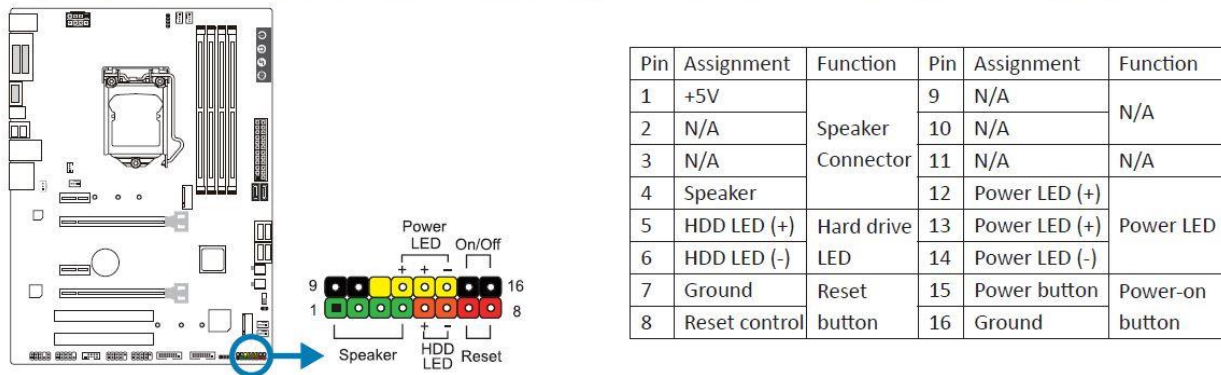 Power
LED On/Off
+ + -
9 16
1 8
+ -
Speaker HDD Reset
LED
Pin Assignment Function Pin Assignment Function
1 +5V Speaker Connector 9 N/A N/A
2 N/A 10 N/A
3 N/A 11 N/A N/A
4 Speaker 12 Power LED (+) Power LED
5 HDD LED (+) Hard drive LED 13 Power LED (+)
6 HDD LED (-) 14 Power LED (-)
7 Ground Reset button 15 Power button Power-on button
8 Reset control 16 Ground